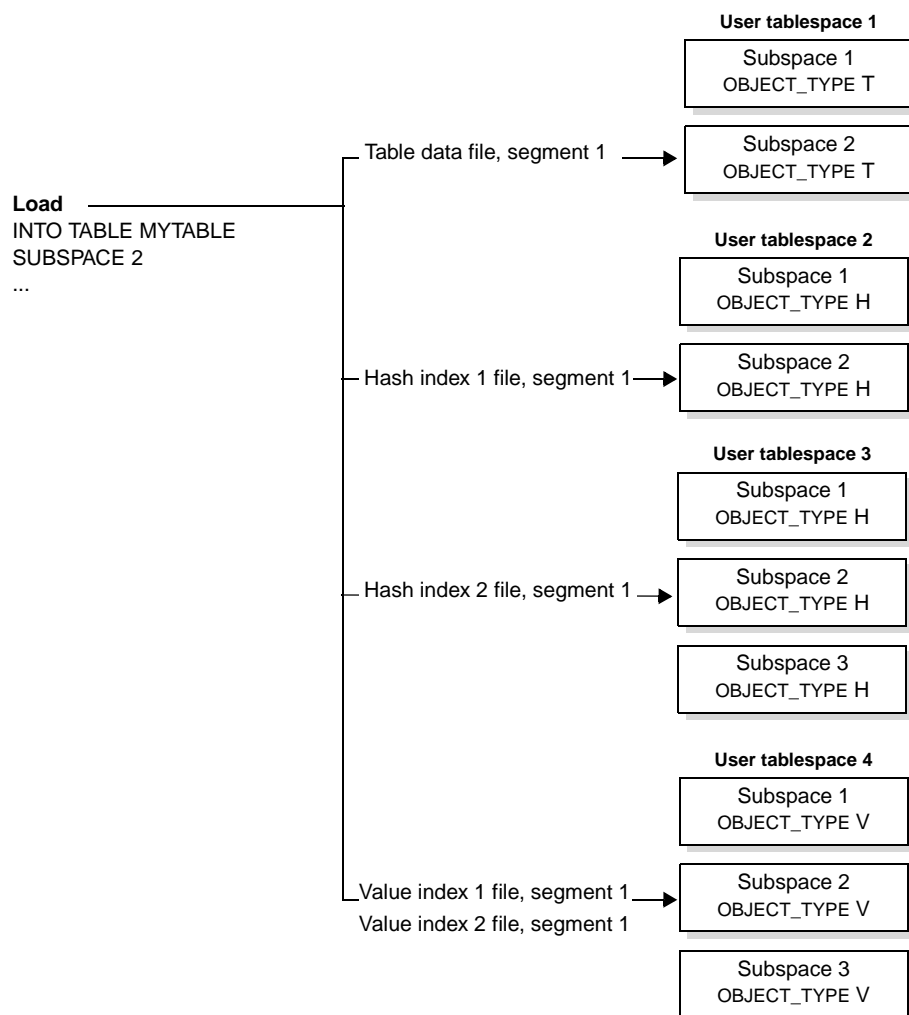 User tablespace 1
Subspace 1
OBJECT_TYPE T
Table data file, segment 1
Subspace 2
OBJECT_TYPE T
Load
INTO TABLE MYTABLE
SUBSPACE 2
...
User tablespace 2
Subspace 1
OBJECT_TYPE H
Hash index 1 file, segment 1
Subspace 2
OBJECT_TYPE H
User tablespace 3
Subspace 1
OBJECT_TYPE H
Hash index 2 file, segment 1
Subspace 2
OBJECT_TYPE H
Subspace 3
OBJECT_TYPE H
User tablespace 4
Subspace 1
OBJECT_TYPE V
Value index 1 file, segment 1
Value index 2 file, segment 1
Subspace 2
OBJECT_TYPE V
Subspace 3
OBJECT_TYPE V